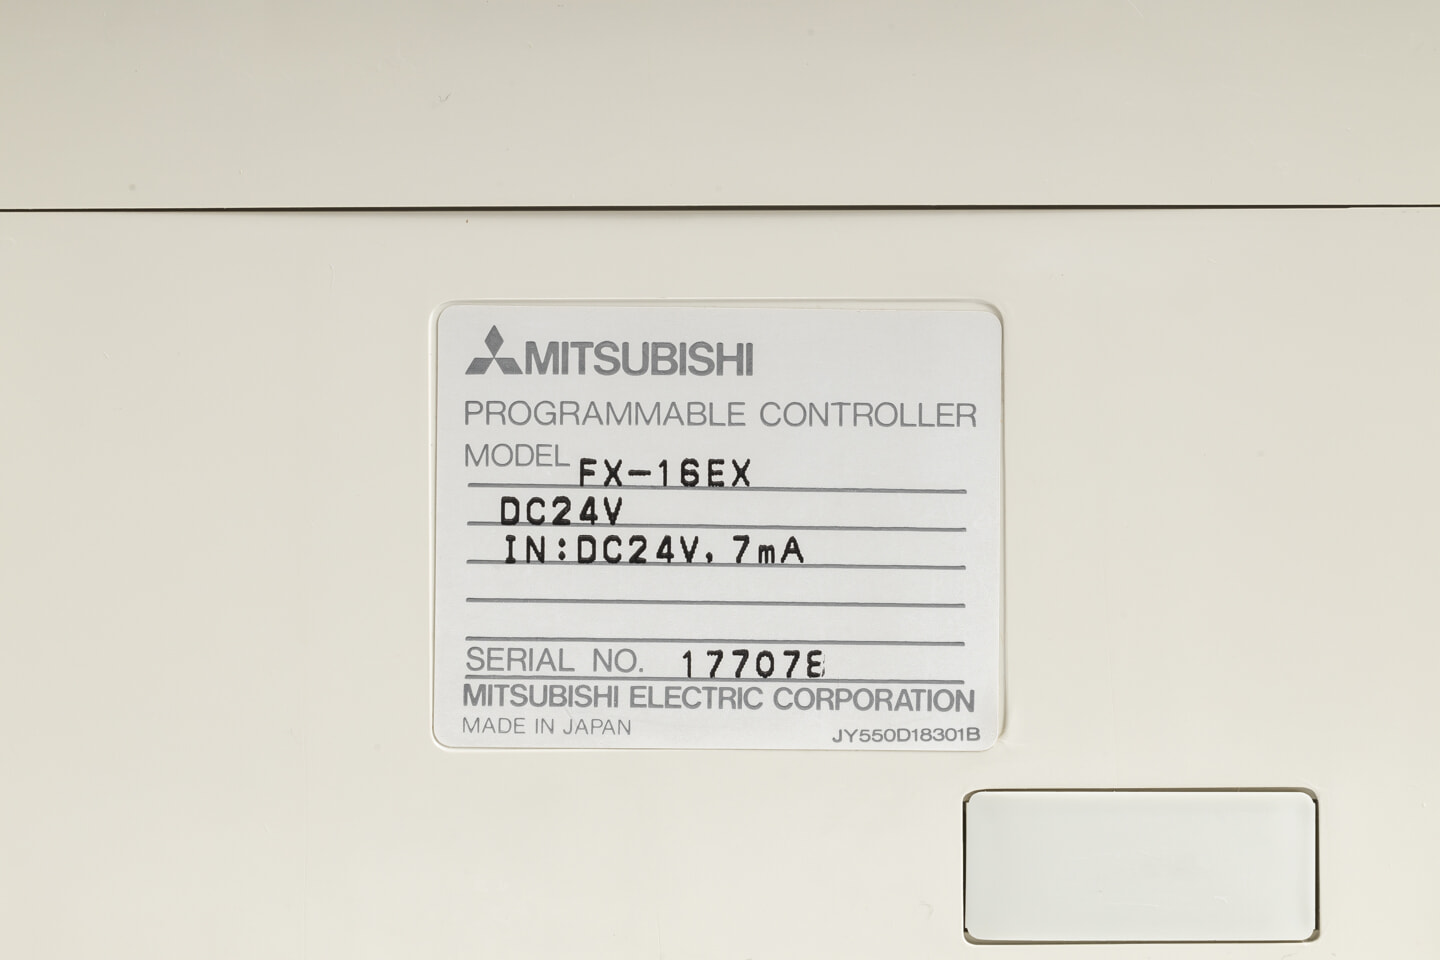 MITSUBISHI
PROGRAMMABLE CONTROLLER
MODEL FX-16EX
DC24V
IN:DC24V, 7mA
SERIAL NO.
MITSUBISHI ELECTRIC CORPORATION
MADE IN JAPAN
JY550D18301B